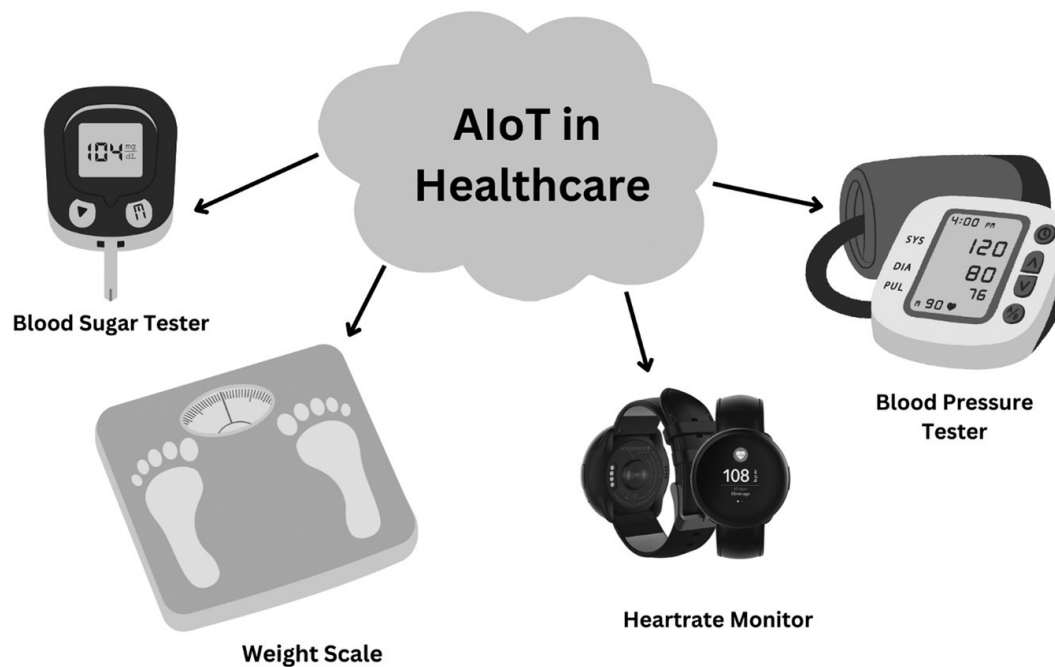 AIoT in
Healthcare
104 mg/dL
M
Blood Sugar Tester
4:00 PM
SYS 120
DIA 80
PUL 76
M 90
Blood Pressure
Tester
108
Heartrate Monitor
Weight Scale